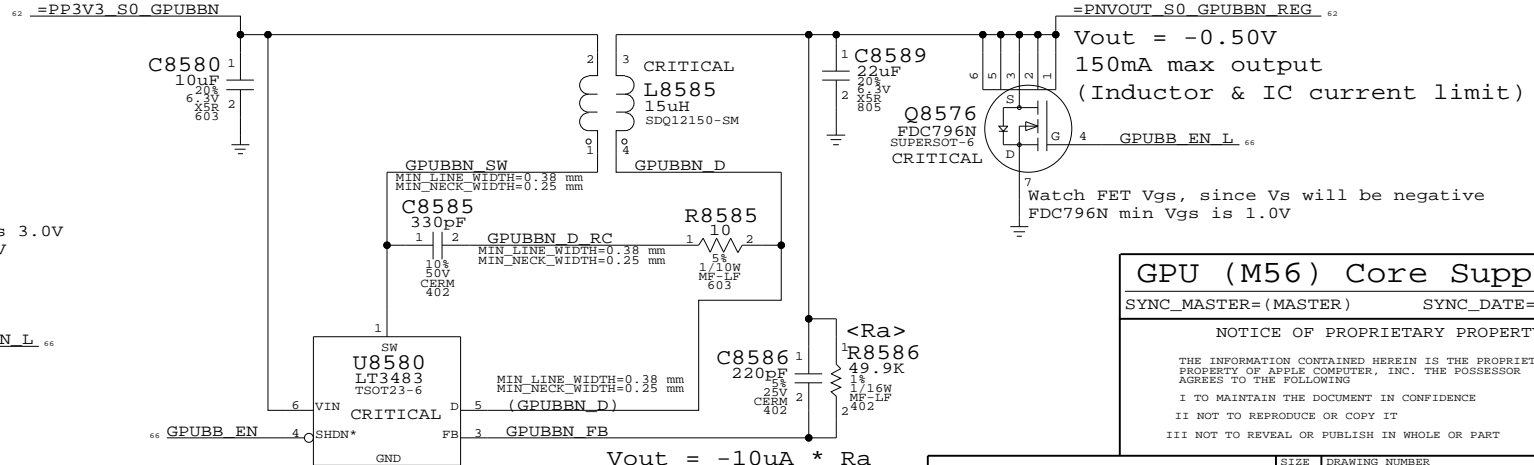 62 =PP3V3_S0_GPUBBN
=PNVOUT_S0_GPUBBN_REG 62
Vout = -0.50V
150mA max output
(Inductor & IC current limit)
C8580 1
10uF
20%
6.3V
X5R
603
2
2
3
CRITICAL
L8585
15uH
SDQ12150-SM
1
4
1 C8589
22uF
20%
6.3V
2 X5R
805
6
5
3
2
1
S
Q8576
FDC796N
SUPERSOT-6
CRITICAL
G
D
4
GPUBB_EN_L 66
7
Watch FET Vgs, since Vs will be negative
FDC796N min Vgs is 1.0V
GPUBBN_SW
MIN_LINE_WIDTH=0.38 mm
MIN_NECK_WIDTH=0.25 mm
GPUBBN_D
C8585
330pF
1
2
10%
50V
CERM
402
GPUBBN_D_RC
MIN_LINE_WIDTH=0.38 mm
MIN_NECK_WIDTH=0.25 mm
R8585
10
1
2
5%
1/10W
MF-LF
603
s 3.0V
V
N_L 66
1
SW
U8580
LT3483
TSOT23-6
CRITICAL
6
VIN
D
5
MIN_LINE_WIDTH=0.38 mm
MIN_NECK_WIDTH=0.25 mm
(GPUBBN_D)
66 GPUBB_EN
4
SHDN*
FB
3
GPUBBN_FB
GND
C8586 1
220pF
5%
25V
CERM
402
2
<Ra>
1
R8586
49.9K
1%
1/16W
MF-LF
402
2
Vout = -10uA * Ra
GPU (M56) Core Supp
SYNC_MASTER=(MASTER)
SYNC_DATE=
NOTICE OF PROPRIETARY PROPERTY
THE INFORMATION CONTAINED HEREIN IS THE PROPRIET
PROPERTY OF APPLE COMPUTER, INC. THE POSSESSOR
AGREES TO THE FOLLOWING
I TO MAINTAIN THE DOCUMENT IN CONFIDENCE
II NOT TO REPRODUCE OR COPY IT
III NOT TO REVEAL OR PUBLISH IN WHOLE OR PART
SIZE
DRAWING NUMBER